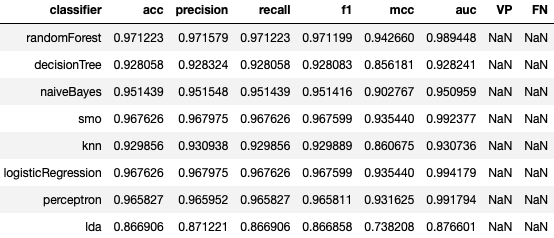 classifier acc precision recall f1 mcc auc VP FN
randomForest 0.971223 0.971579 0.971223 0.971199 0.942660 0.989448 NaN NaN
decisionTree 0.928058 0.928324 0.928058 0.928083 0.856181 0.928241 NaN NaN
naiveBayes 0.951439 0.951548 0.951439 0.951416 0.902767 0.950959 NaN NaN
smo 0.967626 0.967975 0.967626 0.967599 0.935440 0.992377 NaN NaN
knn 0.929856 0.930938 0.929856 0.929889 0.860675 0.930736 NaN NaN
logisticRegression 0.967626 0.967975 0.967626 0.967599 0.935440 0.994179 NaN NaN
perceptron 0.965827 0.965952 0.965827 0.965811 0.931625 0.991794 NaN NaN
lda 0.866906 0.871221 0.866906 0.866858 0.738208 0.876601 NaN NaN